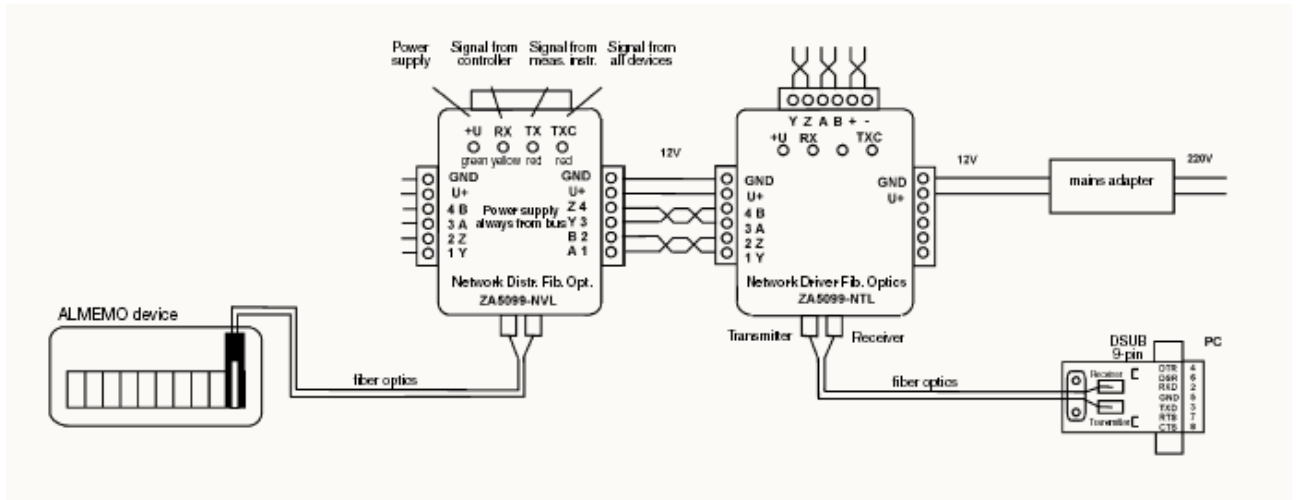 Power supply
Signal from controller
Signal from meas. instr.
Signal from all devices
+U RX TX TXC
green yellow red red
GND
U+
4 B
3 A
2 Z
1 Y
Power supply always from bus
GND
U+
Z 4
Y 3
B 2
A 1
Network Distr. Fib. Opt.
ZA5099-NVL
12V
Y Z A B + -
+U RX TXC
GND
U+
4 B
3 A
2 Z
1 Y
GND
U+
Network Driver Fib. Optics
ZA5099-NTL
12V
mains adapter
220V
ALMEMO device
fiber optics
Transmitter
Receiver
fiber optics
DSUB
9-pin
PC
Receiver
Transmitter
DTR 4
DSR 6
RXD 2
GND 5
TXD 3
RTS 7
CTS 8